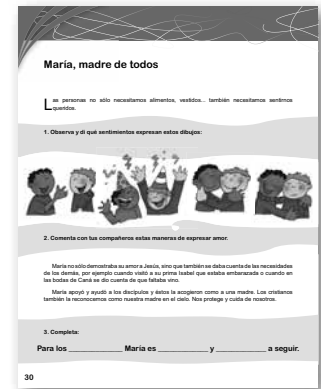 María, madre de todos
Las personas no sólo necesitamos alimentos, vestidos... también necesitamos sentirnos
queridos.
1. Observa y di qué sentimientos expresan estos dibujos:
2. Comenta con tus compañeros estas maneras de expresar amor.
María no sólo demostraba su amor a Jesús, sino que también se daba cuenta de las necesidades
de los demás, por ejemplo cuando visitó a su prima Isabel que estaba embarazada o cuando en
las bodas de Caná se dio cuenta de que faltaba vino.
María apoyó y ayudó a los discípulos y éstos la acogieron como a una madre. Los cristianos
también la reconocemos como nuestra madre en el cielo. Nos protege y cuida de nosotros.
3. Completa:
Para los ____________ María es ____________ y ____________ a seguir.
30